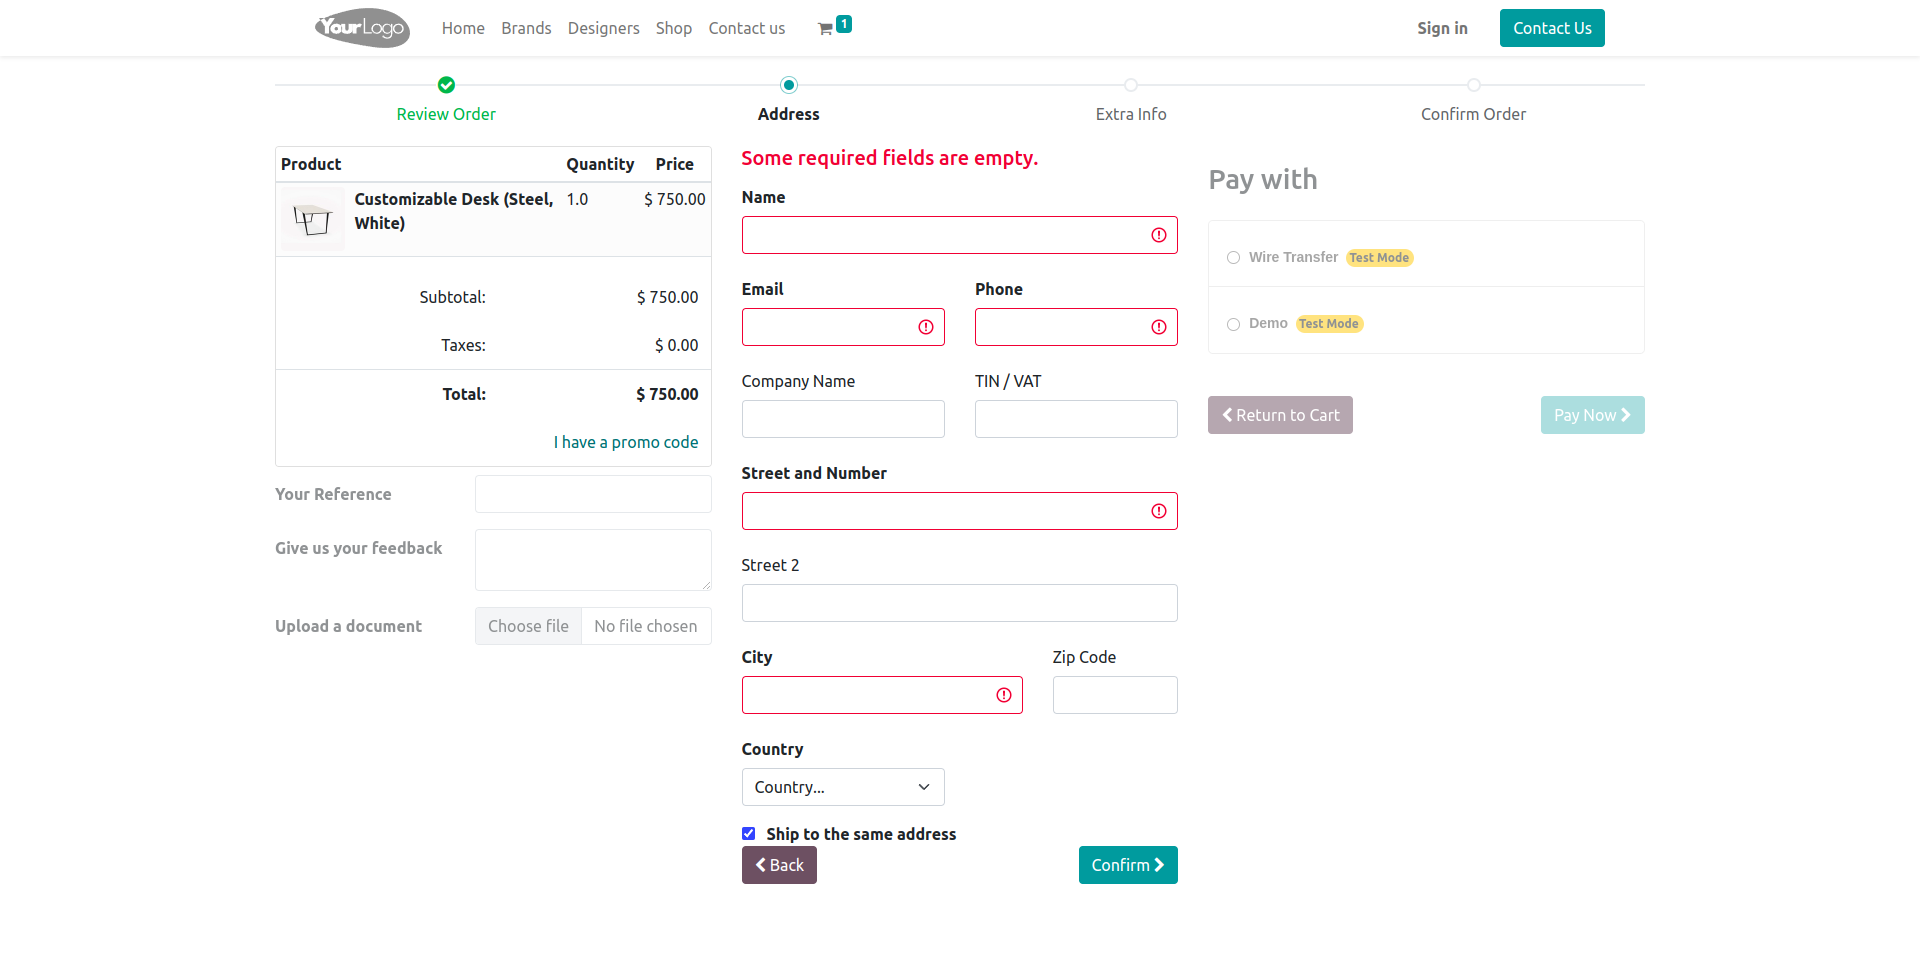 YourLogo
Home Brands Designers Shop Contact us 1 Sign in Contact Us
Review Order Address Extra Info Confirm Order
Product Quantity Price
Customizable Desk (Steel, White) 1.0 $ 750.00
Subtotal: $ 750.00
Taxes: $ 0.00
Total: $ 750.00
I have a promo code
Your Reference
Give us your feedback
Upload a document Choose file No file chosen
Some required fields are empty.
Name
Email Phone
Company Name TIN / VAT
Street and Number
Street 2
City Zip Code
Country
Country...
Ship to the same address
Back Confirm
Pay with
Wire Transfer Test Mode
Demo Test Mode
Return to Cart Pay Now